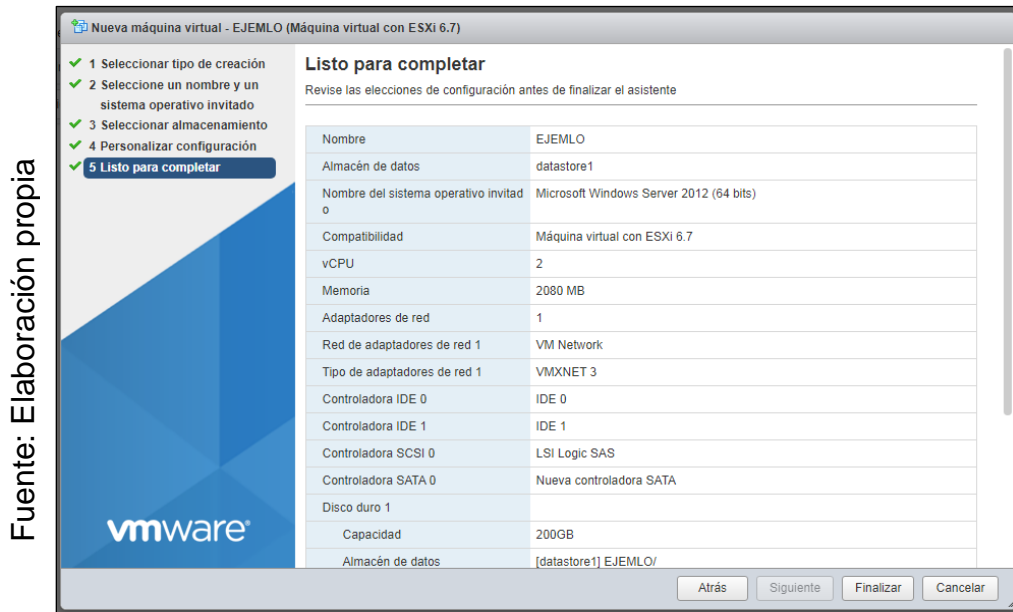 Fuente: Elaboración propia
Nueva máquina virtual - EJEMLO (Máquina virtual con ESXi 6.7)
1 Seleccionar tipo de creación
2 Seleccione un nombre y un
sistema operativo invitado
3 Seleccionar almacenamiento
4 Personalizar configuración
5 Listo para completar
vmware
Listo para completar
Revise las elecciones de configuración antes de finalizar el asistente
Nombre EJEMLO
Almacén de datos datastore1
Nombre del sistema operativo invitad Microsoft Windows Server 2012 (64 bits)
o
Compatibilidad Máquina virtual con ESXi 6.7
vCPU 2
Memoria 2080 MB
Adaptadores de red 1
Red de adaptadores de red 1 VM Network
Tipo de adaptadores de red 1 VMXNET 3
Controladora IDE 0 IDE 0
Controladora IDE 1 IDE 1
Controladora SCSI 0 LSI Logic SAS
Controladora SATA 0 Nueva controladora SATA
Disco duro 1
Capacidad 200GB
Almacén de datos [datastore1] EJEMLO/
Atrás Siguiente Finalizar Cancelar